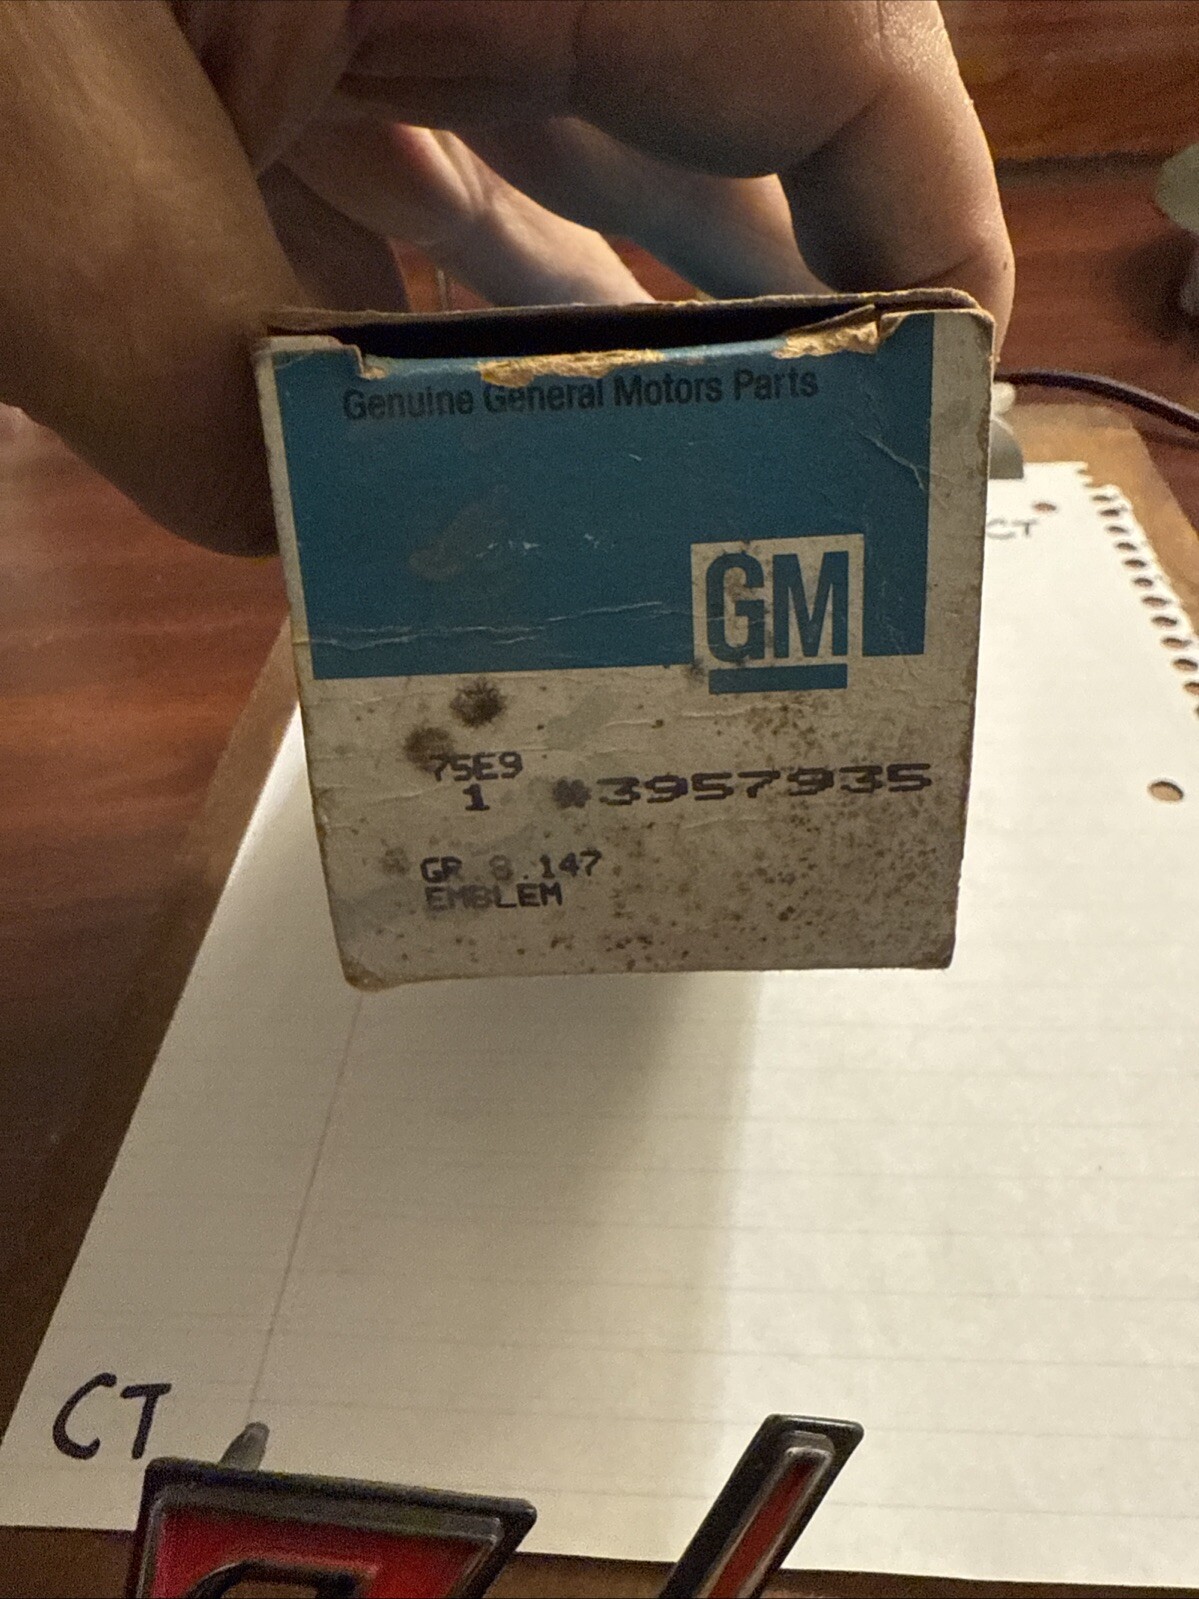 Genuine General Motors Parts
GM
CT
75E9
1 #3957935
GR 8.147
EMBLEM
CT